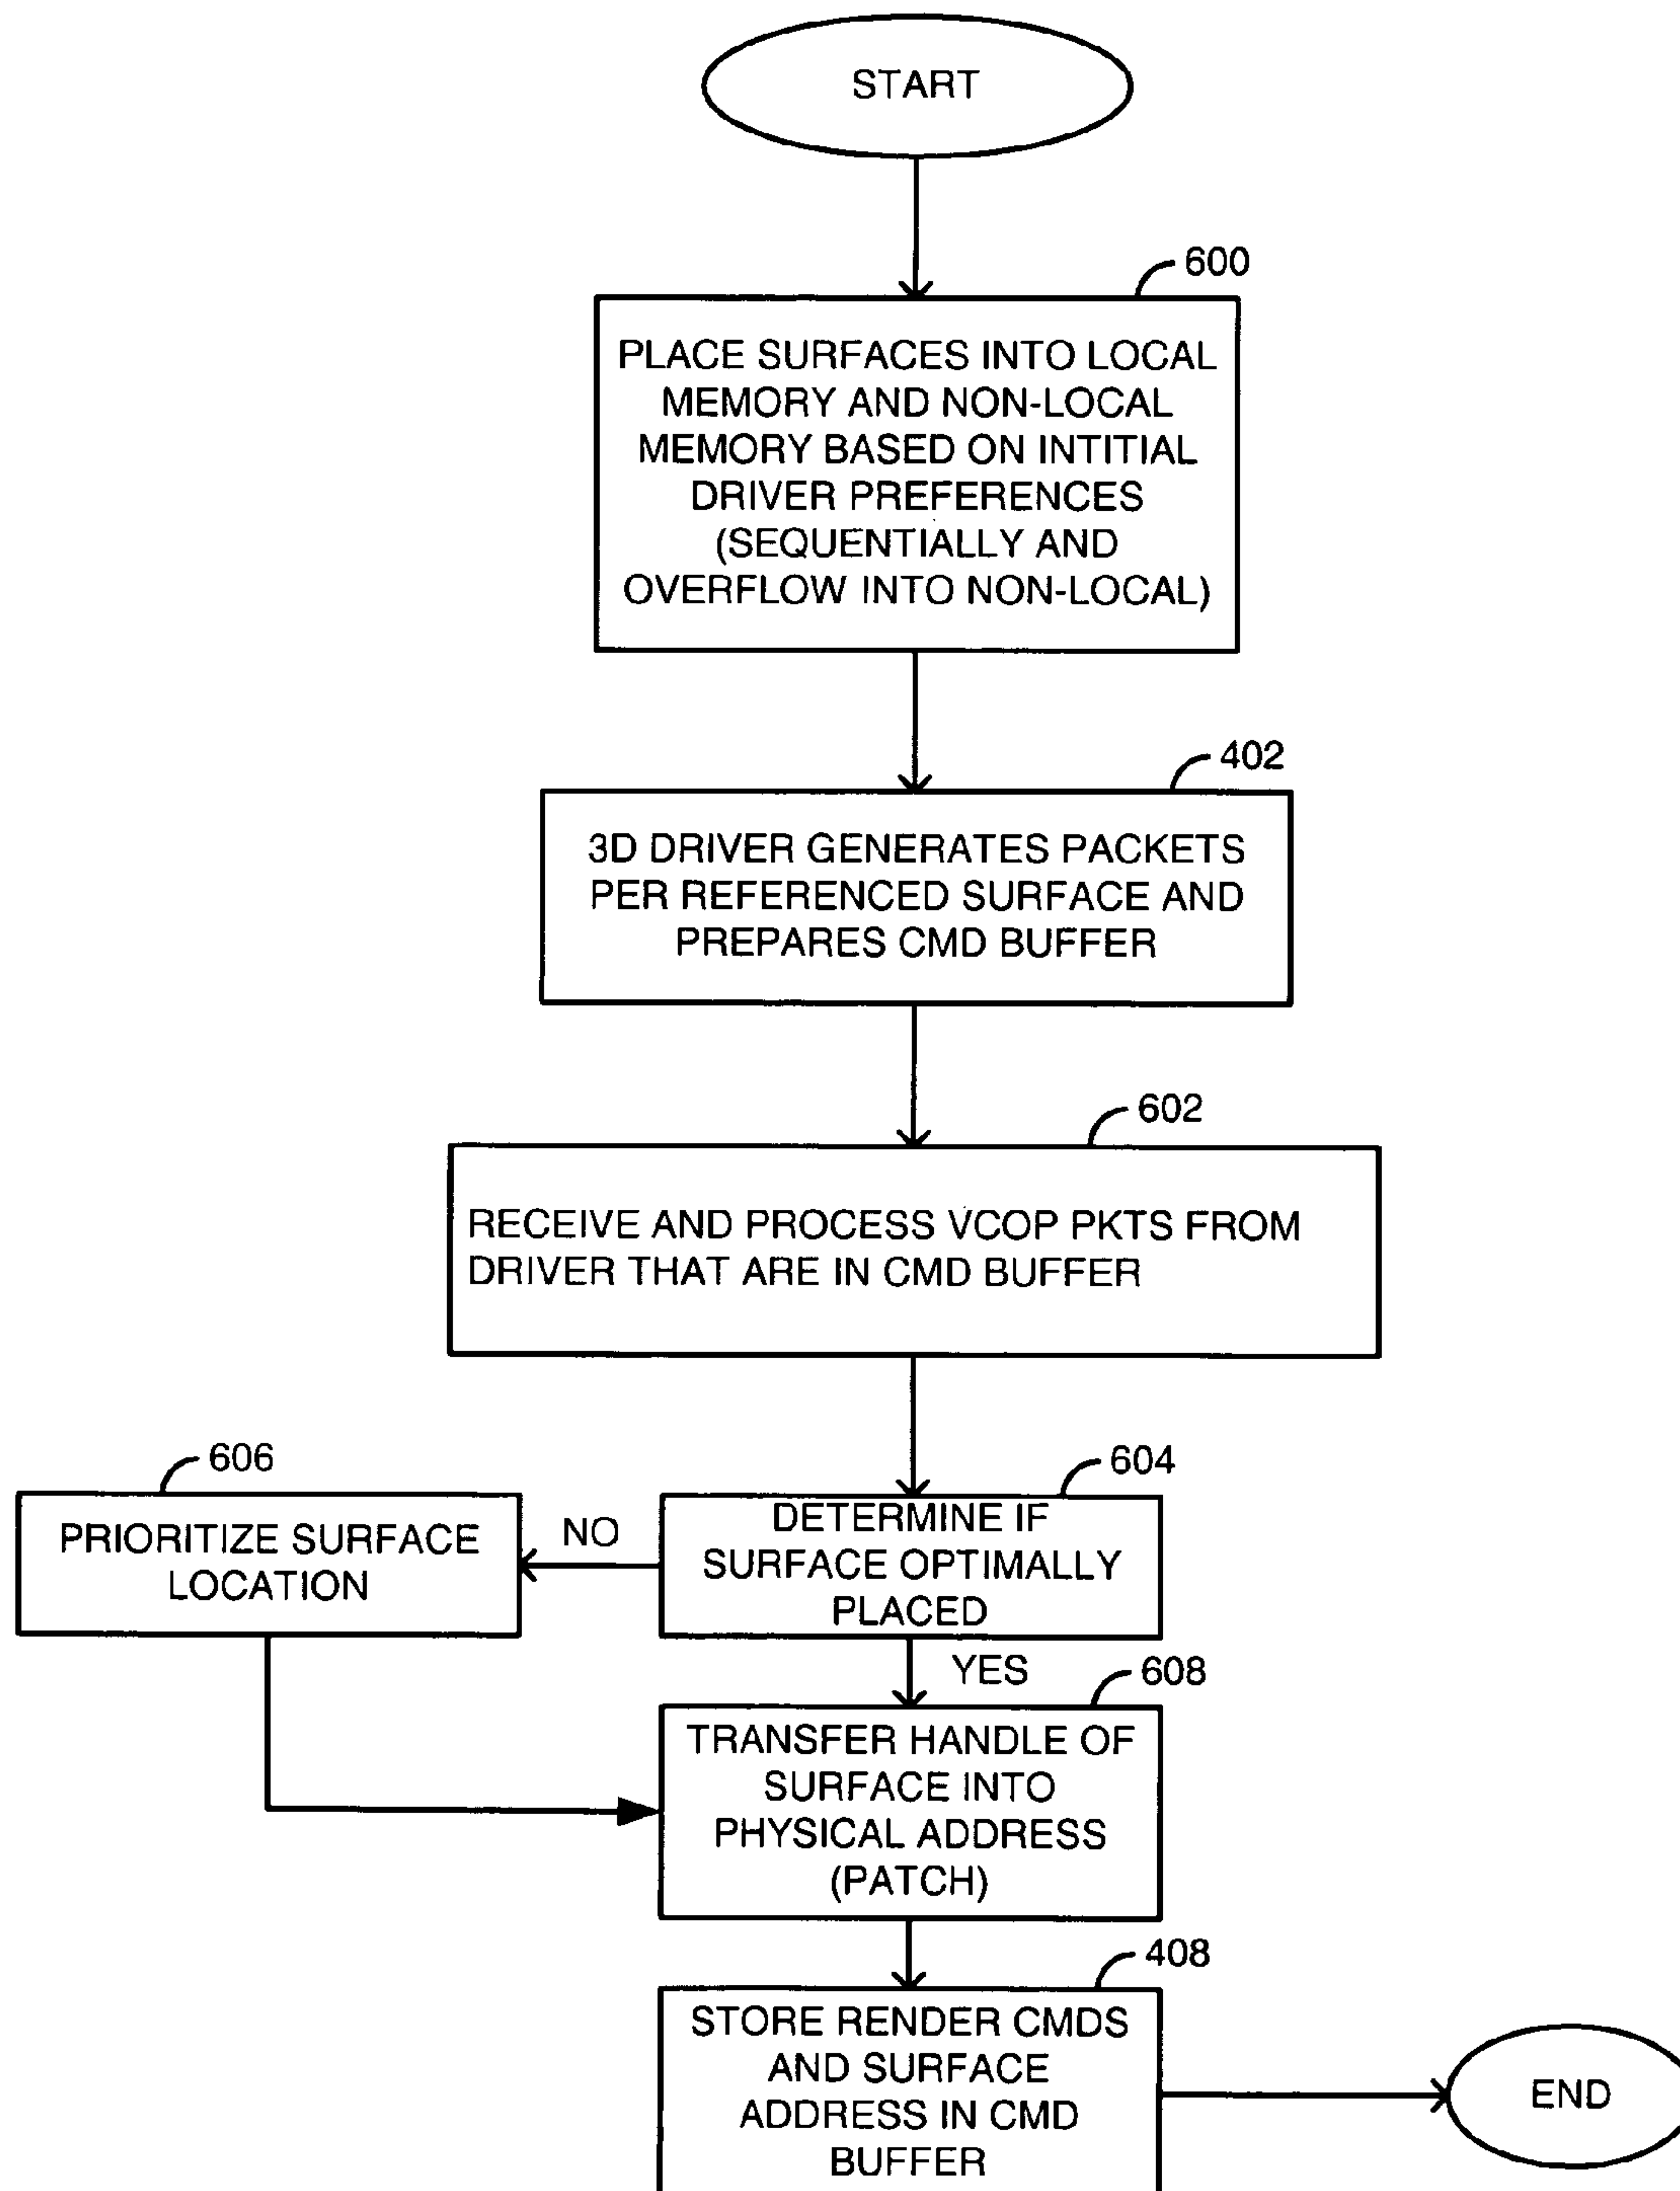 START
600
PLACE SURFACES INTO LOCAL
MEMORY AND NON-LOCAL
MEMORY BASED ON INTITIAL
DRIVER PREFERENCES
(SEQUENTIALLY AND
OVERFLOW INTO NON-LOCAL)
402
3D DRIVER GENERATES PACKETS
PER REFERENCED SURFACE AND
PREPARES CMD BUFFER
602
RECEIVE AND PROCESS VCOP PKTS FROM
DRIVER THAT ARE IN CMD BUFFER
604
DETERMINE IF
SURFACE OPTIMALLY
PLACED
NO
606
PRIORITIZE SURFACE
LOCATION
YES
608
TRANSFER HANDLE OF
SURFACE INTO
PHYSICAL ADDRESS
(PATCH)
408
STORE RENDER CMDS
AND SURFACE
ADDRESS IN CMD
BUFFER
END